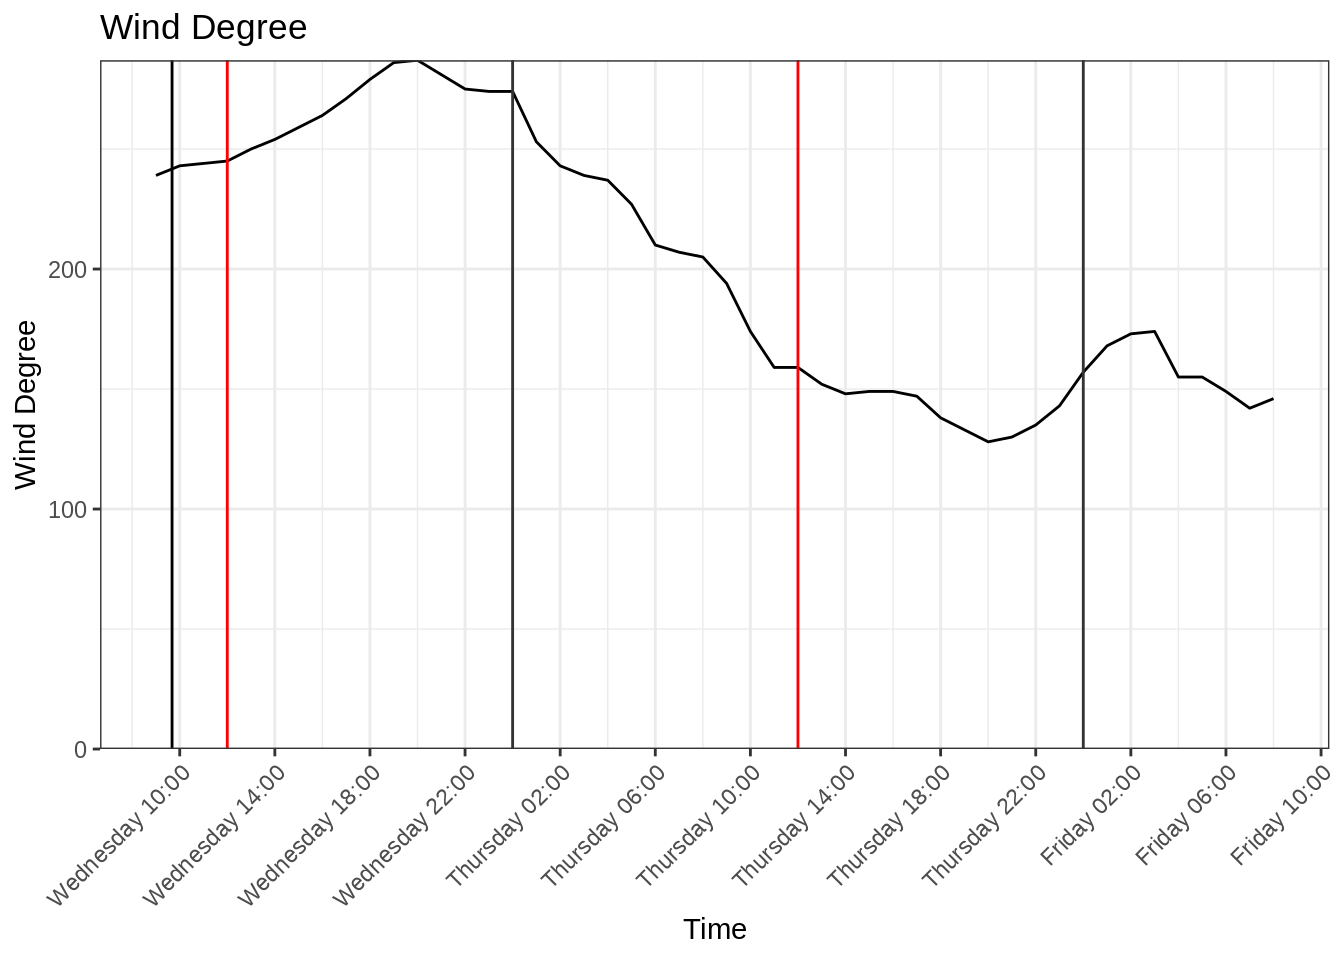 Wind Degree
Wind Degree
200
100
0
Wednesday 10:00
Wednesday 14:00
Wednesday 18:00
Wednesday 22:00
Thursday 02:00
Thursday 06:00
Thursday 10:00
Thursday 14:00
Thursday 18:00
Thursday 22:00
Friday 02:00
Friday 06:00
Friday 10:00
Time